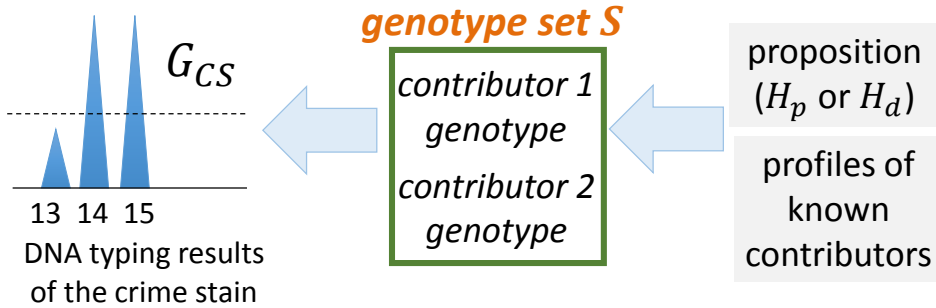 genotype set S
G_CS
contributor 1
genotype
contributor 2
genotype
proposition
(H_p or H_d)
profiles of
known
contributors
13 14 15
DNA typing results
of the crime stain